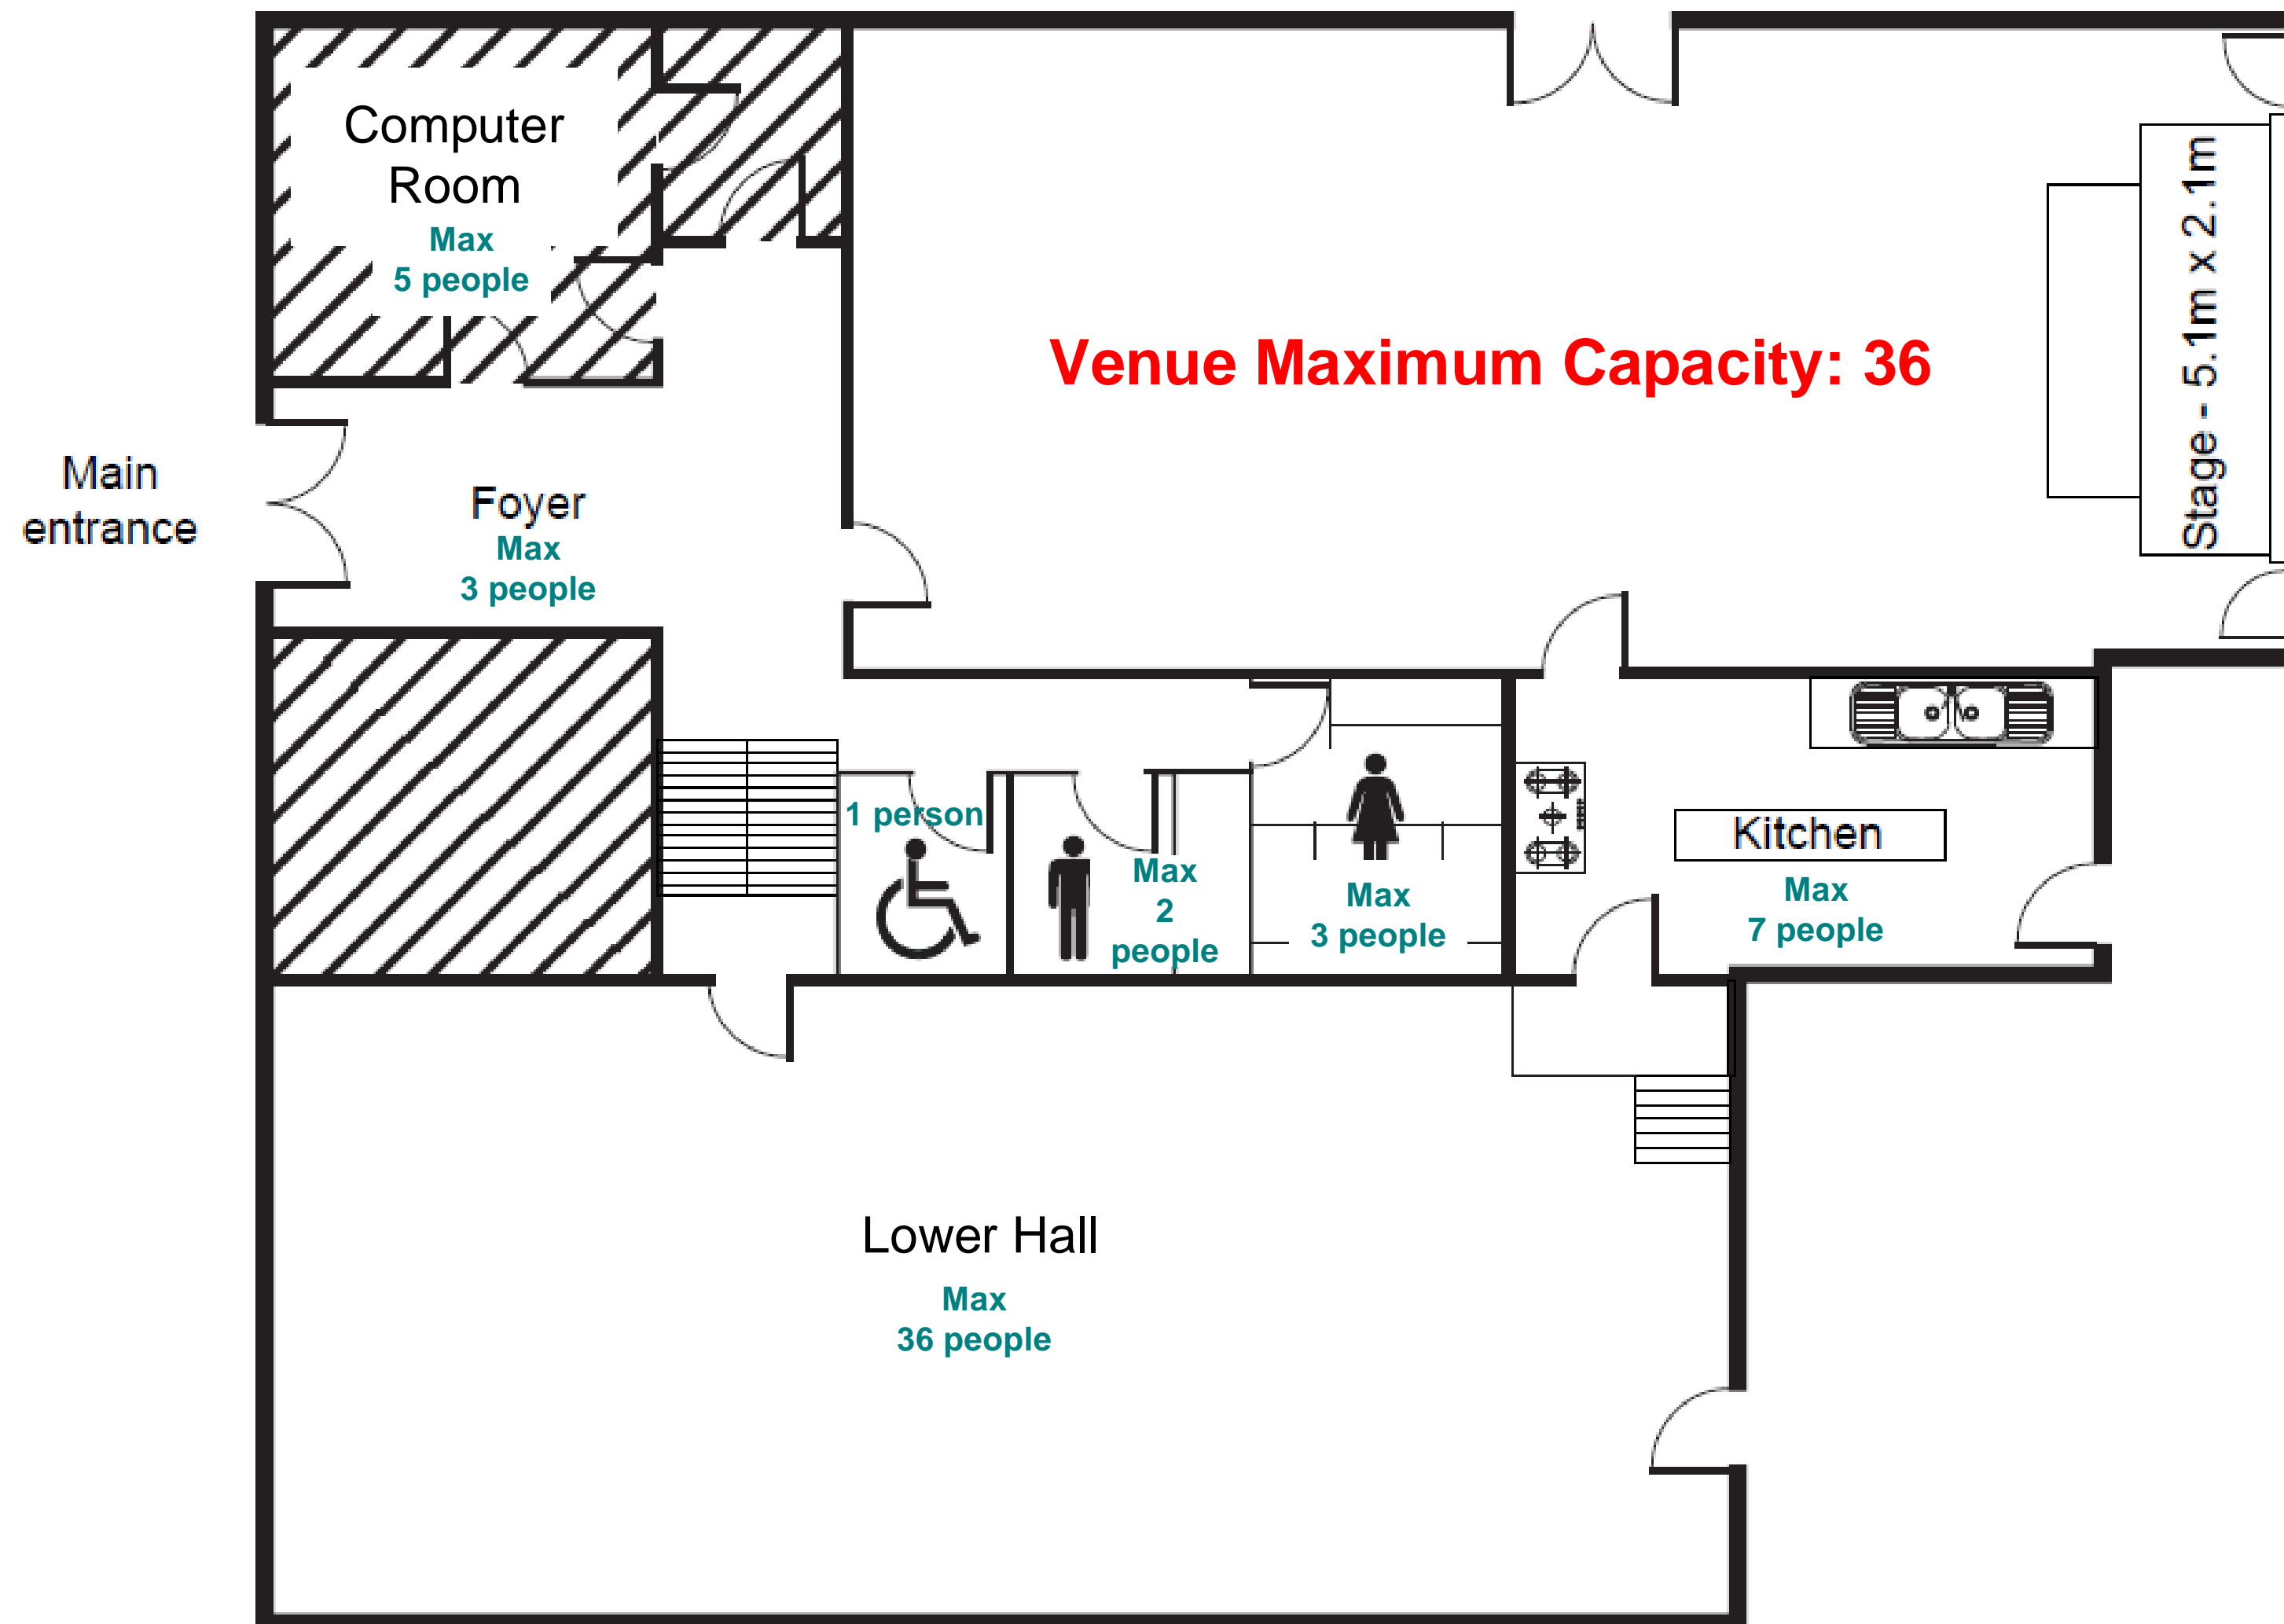 Computer
Room
Max
5 people
Venue Maximum Capacity: 36
Stage - 5.1m x 2.1m
Main
entrance
Foyer
Max
3 people
1 person
Max
2
people
Max
3 people
Kitchen
Max
7 people
Lower Hall
Max
36 people